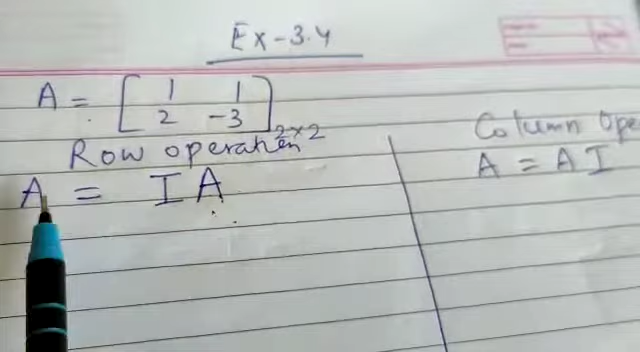 Ex-3.4
A = [1 1
2 -3]2×2
Row operation
A = IA
Column Ope
A = AI